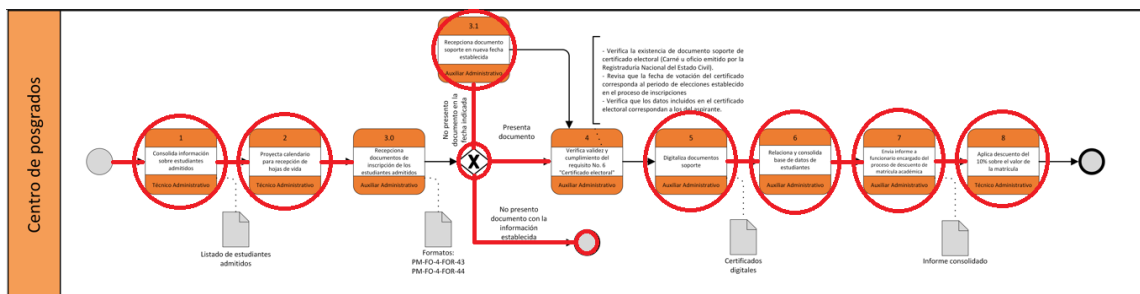 Centro de posgrados
1
Consolida información
sobre estudiantes
admitidos
Técnico Administrativo
2
Proyecta calendario
para recepción de
hojas de vida
Técnico Administrativo
3.0
Recepciona
documentos de
inscripción de los
estudiantes admitidos
Auxiliar Administrativo
3.1
Recepciona documento
soporte en nueva fecha
establecida
Auxiliar Administrativo
No presento
documento en la
fecha indicada
X
Presenta
documento
No presento
documento con la
información
establecida
- Verifica la existencia de documento soporte de
certificado electoral (Carné u oficio emitido por la
Registraduría Nacional del Estado Civil).
- Revisa que la fecha de votación del certificado
corresponda al periodo de elecciones establecido
en el proceso de inscripciones
- Verifica que los datos incluidos en el certificado
electoral correspondan a los del aspirante.
4
Verifica validez y
cumplimiento del
requisito No. 6
"Certificado electoral"
Auxiliar Administrativo
5
Digitaliza documentos
soporte
Auxiliar Administrativo
6
Relaciona y consolida
base de datos de
estudiantes
Auxiliar Administrativo
7
Envia informe a
funcionario encargado del
proceso de descuento de
matrícula académica
Auxiliar Administrativo
8
Aplica descuento del
10% sobre el valor de
la matrícula
Técnico Administrativo
Listado de estudiantes
admitidos
Formatos:
PM-FO-4-FOR-43
PM-FO-4-FOR-44
Certificados
digitales
Informe consolidado